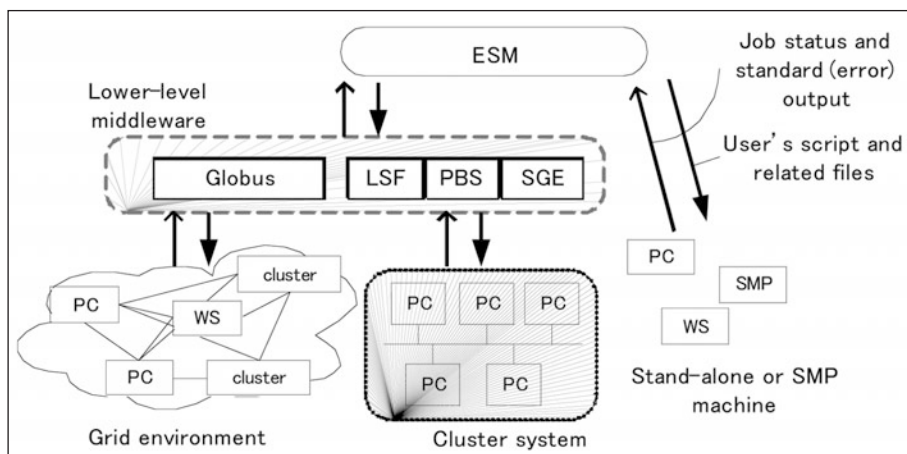 ESM
Job status and
standard (error)
output
Lower-level
middleware
User's script and
related files
Globus
LSF
PBS
SGE
PC
SMP
WS
cluster
PC
WS
PC
cluster
PC
PC
PC
PC
PC
Stand-alone or SMP
machine
Grid environment
Cluster system